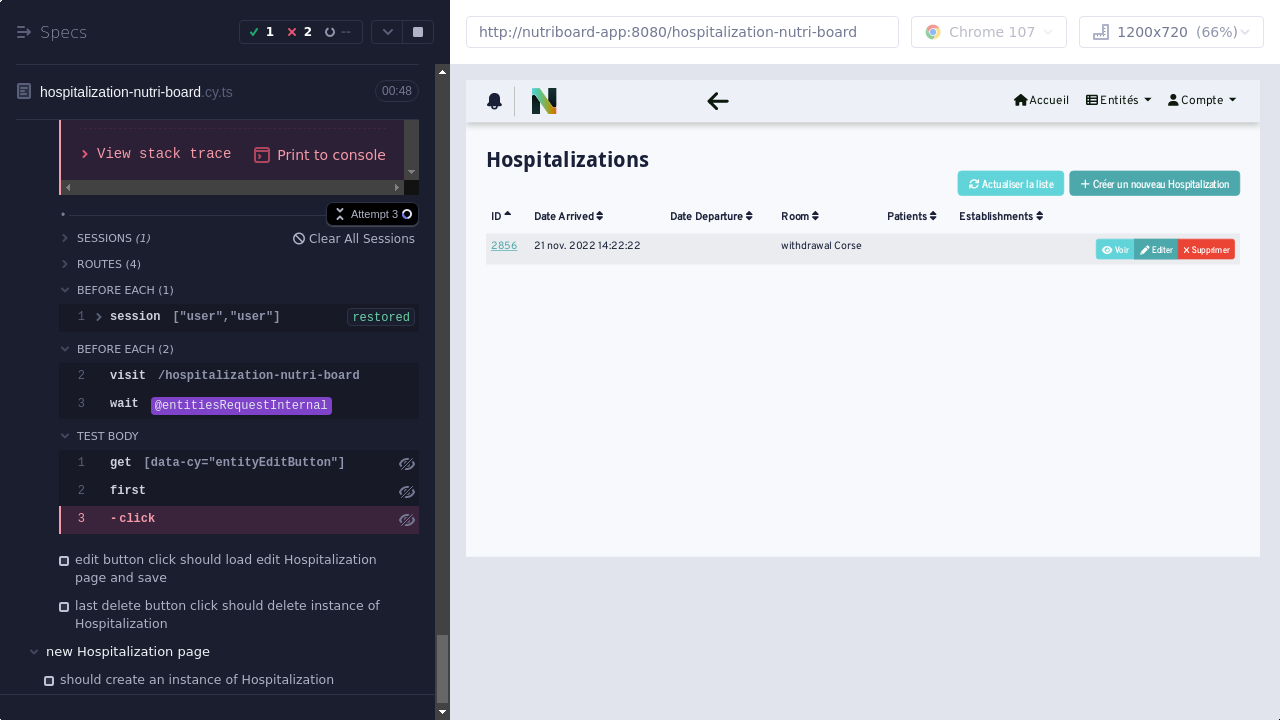 Specs
1
2
--
hospitalization-nutri-board.cy.ts
00:48
View stack trace
Print to console
Attempt 3
SESSIONS (1)
Clear All Sessions
ROUTES (4)
BEFORE EACH (1)
1 session ["user","user"] restored
BEFORE EACH (2)
2 visit /hospitalization-nutri-board
3 wait @entitiesRequestInternal
TEST BODY
1 get [data-cy="entityEditButton"]
2 first
3 -click
edit button click should load edit Hospitalization
page and save
last delete button click should delete instance of
Hospitalization
new Hospitalization page
should create an instance of Hospitalization
http://nutriboard-app:8080/hospitalization-nutri-board
Chrome 107
1200x720 (66%)
N
Accueil
Entités
Compte
Hospitalizations
Actualiser la liste
Créer un nouveau Hospitalization
ID Date Arrived Date Departure Room Patients Establishments
2856 21 nov. 2022 14:22:22 withdrawal Corse Voir Editer Supprimer